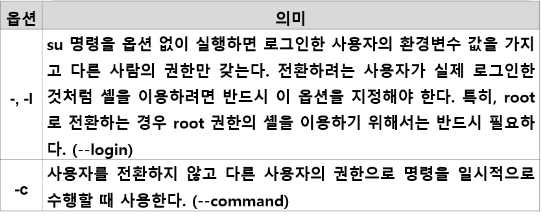 옵션 의미
-, -l su 명령을 옵션 없이 실행하면 로그인한 사용자의 환경변수 값을 가지
고 다른 사람의 권한만 갖는다. 전환하려는 사용자가 실제 로그인한
것처럼 셸을 이용하려면 반드시 이 옵션을 지정해야 한다. 특히, root
로 전환하는 경우 root 권한의 셸을 이용하기 위해서는 반드시 필요하
다. (--login)
-c 사용자를 전환하지 않고 다른 사용자의 권한으로 명령을 일시적으로
수행할 때 사용한다. (--command)